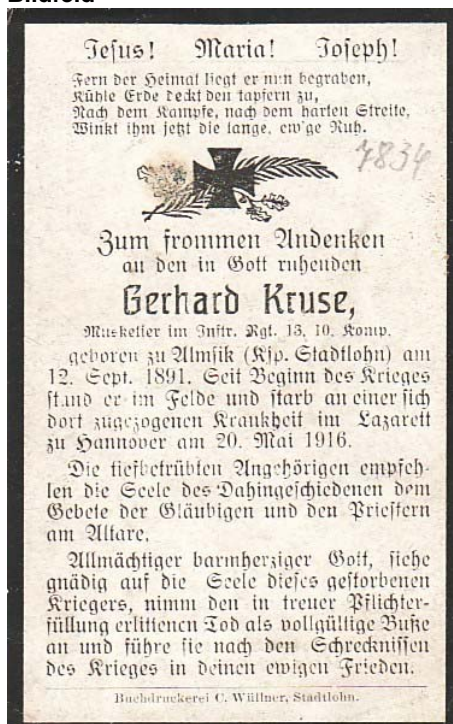 Bildfeld
Jesus! Maria! Joseph!
Fern der Heimat liegt er nun begraben,
Kühle Erde deckt den tapfern zu,
Nach dem Kampfe, nach dem harten Streite,
Winkt ihm jetzt die lange, ew'ge Ruh.
7834
Zum frommen Andenken
an den in Gott ruhenden
Gerhard Kruse,
Musketier im Inftr. Rgt. 13, 10. Komp.
geboren zu Almsik (Ksp. Stadtlohn) am
12. Sept. 1891. Seit Beginn des Krieges
stand er im Felde und starb an einer sich
dort zugezogenen Krankheit im Lazarett
zu Hannover am 20. Mai 1916.
Die tiefbetrübten Angehörigen empfeh-
len die Seele des Dahingeschiedenen dem
Gebete der Gläubigen und den Priestern
am Altare.
Allmächtiger barmherziger Gott, siehe
gnädig auf die Seele dieses gestorbenen
Kriegers, nimm den in treuer Pflichter-
füllung erlittenen Tod als vollgültige Buße
an und führe sie nach den Schrecknissen
des Krieges in deinen ewigen Frieden.
Buchdruckerei C. Wüllner, Stadtlohn.